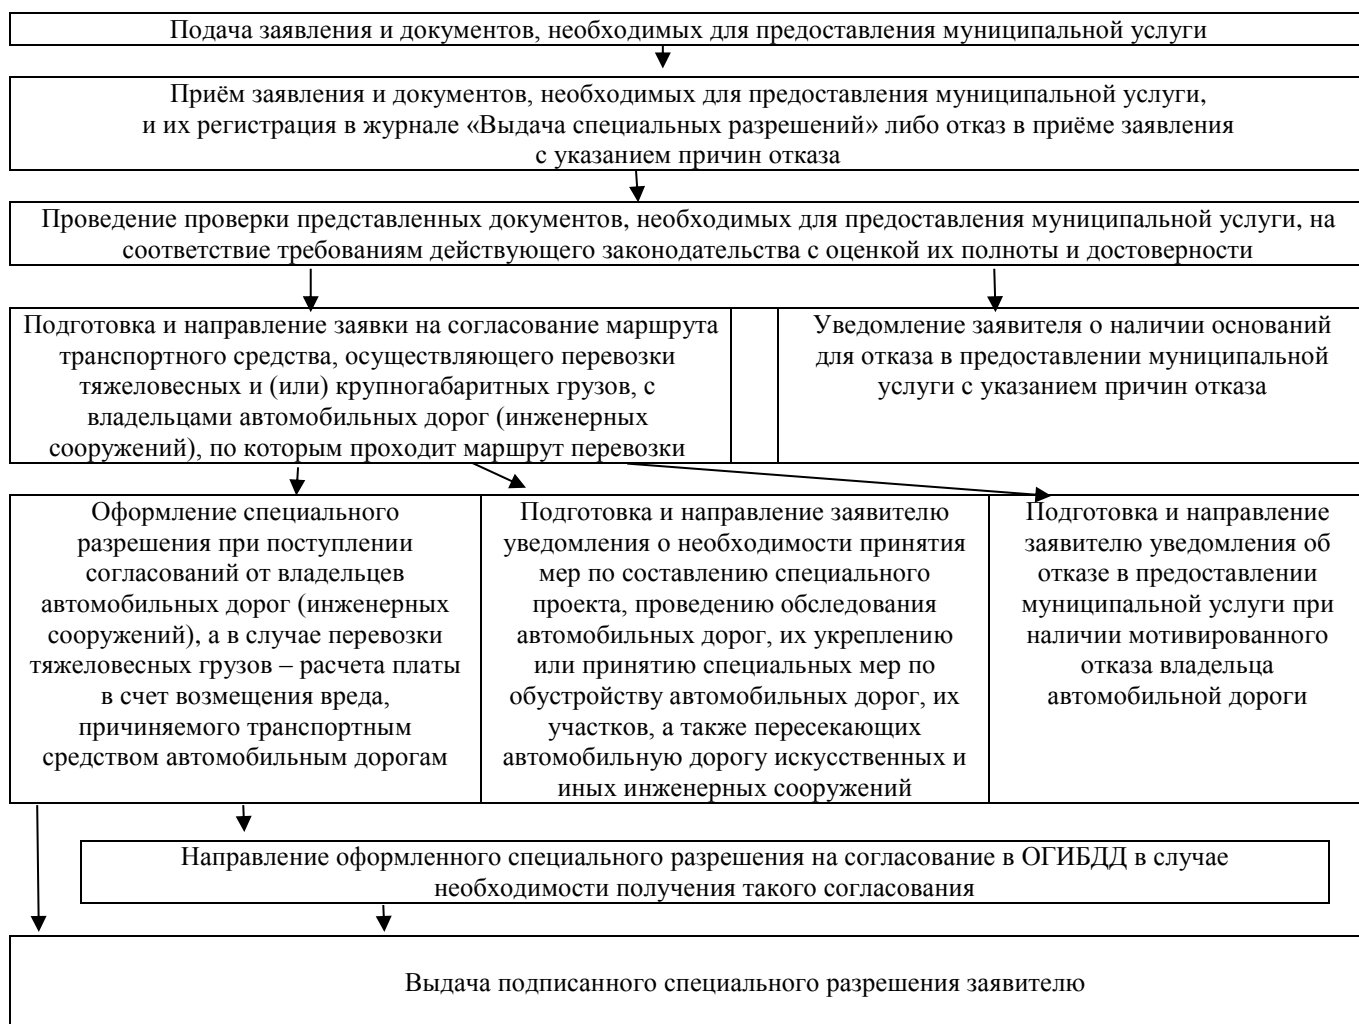 Подача заявления и документов, необходимых для предоставления муниципальной услуги
Приём заявления и документов, необходимых для предоставления муниципальной услуги,
и их регистрация в журнале «Выдача специальных разрешений» либо отказ в приёме заявления
с указанием причин отказа
Проведение проверки представленных документов, необходимых для предоставления муниципальной услуги, на
соответствие требованиям действующего законодательства с оценкой их полноты и достоверности
Подготовка и направление заявки на согласование маршрута
транспортного средства, осуществляющего перевозки
тяжеловесных и (или) крупногабаритных грузов, с
владельцами автомобильных дорог (инженерных
сооружений), по которым проходит маршрут перевозки
Уведомление заявителя о наличии оснований
для отказа в предоставлении муниципальной
услуги с указанием причин отказа
Оформление специального
разрешения при поступлении
согласований от владельцев
автомобильных дорог (инженерных
сооружений), а в случае перевозки
тяжеловесных грузов – расчета платы
в счет возмещения вреда,
причиняемого транспортным
средством автомобильным дорогам
Подготовка и направление заявителю
уведомления о необходимости принятия
мер по составлению специального
проекта, проведению обследования
автомобильных дорог, их укреплению
или принятию специальных мер по
обустройству автомобильных дорог, их
участков, а также пересекающих
автомобильную дорогу искусственных и
иных инженерных сооружений
Подготовка и направление
заявителю уведомления об
отказе в предоставлении
муниципальной услуги при
наличии мотивированного
отказа владельца
автомобильной дороги
Направление оформленного специального разрешения на согласование в ОГИБДД в случае
необходимости получения такого согласования
Выдача подписанного специального разрешения заявителю